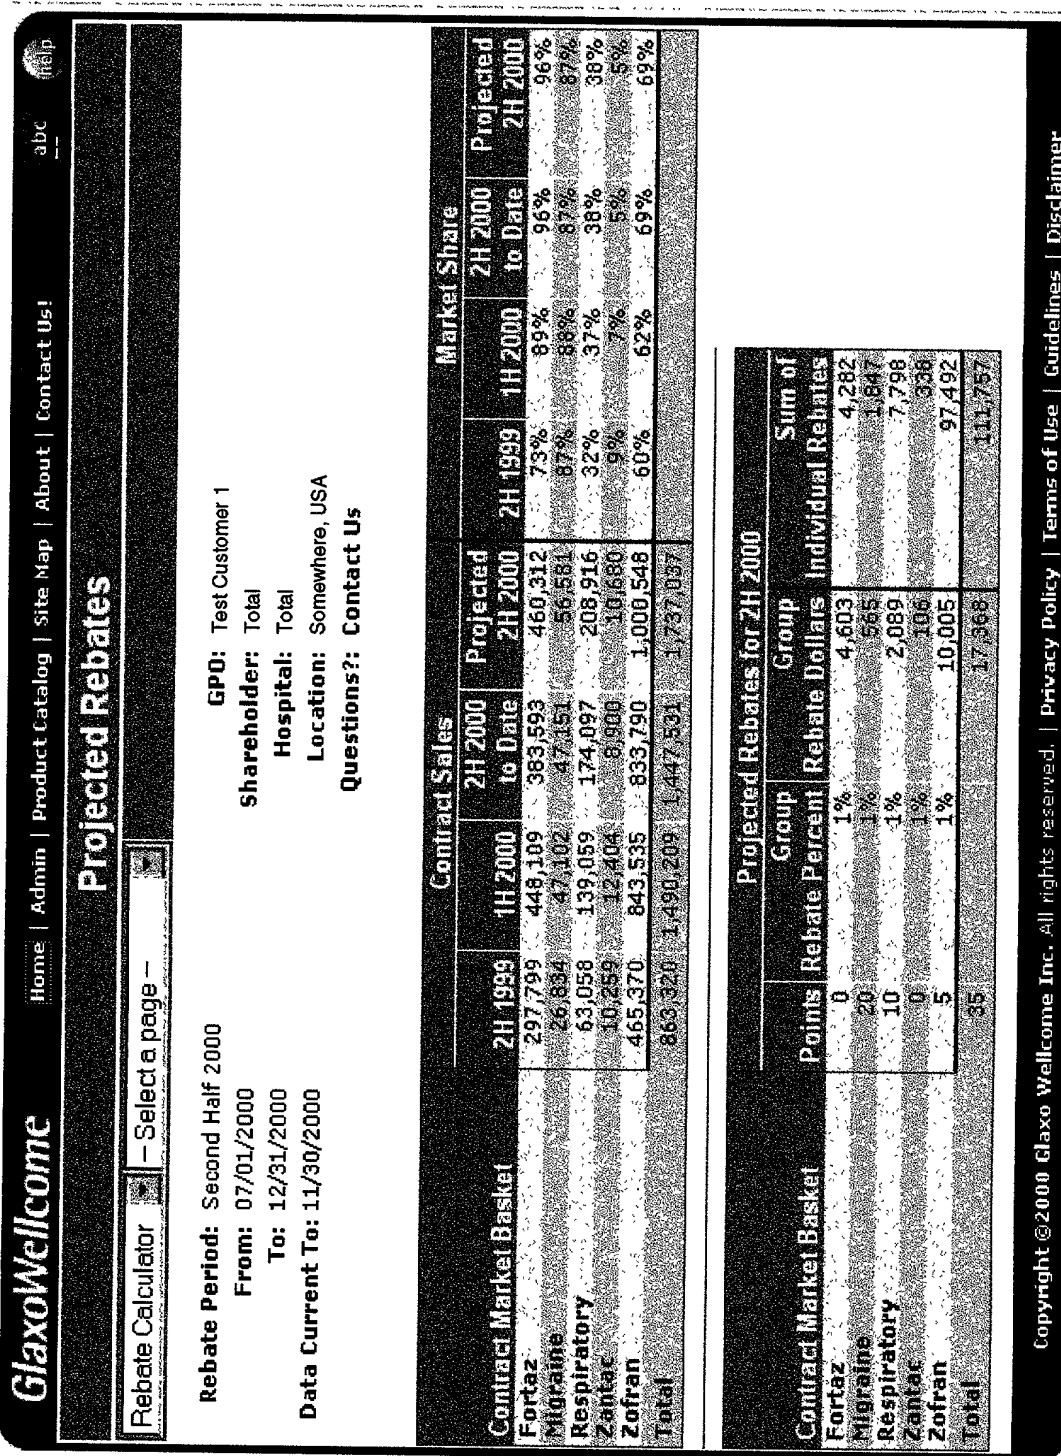 GlaxoWellcome
Home | Admin | Product Catalog | Site Map | About | Contact Us!
abc help
Projected Rebates
Rebate Calculator -- Select a page --
Rebate Period: Second Half 2000
From: 07/01/2000
To: 12/31/2000
Data Current To: 11/30/2000
GPO: Test Customer 1
Shareholder: Total
Hospital: Total
Location: Somewhere, USA
Questions?: Contact Us
Contract Sales Market Share
Contract Market Basket 2H 1999 1H 2000 2H 2000 to Date Projected 2H 2000 2H 1999 1H 2000 2H 2000 to Date Projected 2H 2000
Fortaz 297,799 448,109 383,593 460,312 73% 89% 96% 96%
Migraine 26,834 47,102 47,151 56,581 87% 88% 87% 87%
Respiratory 63,058 139,059 174,097 208,916 32% 37% 38% 38%
Zantac 10,259 12,404 8,900 10,680 9% 7% 5% 5%
Zofran 465,370 843,535 833,790 1,000,548 60% 62% 69% 69%
Total 863,320 1,490,209 1,447,531 1,737,037
Projected Rebates for 2H 2000
Contract Market Basket Points Group Rebate Percent Group Rebate Dollars Sum of Individual Rebates
Fortaz 0 1% 4,603 4,282
Migraine 20 1% 565 1,847
Respiratory 10 1% 2,089 7,798
Zantac 0 1% 106 338
Zofran 5 1% 10,005 97,492
Total 35 17,368 111,757
Copyright ©2000 Glaxo Wellcome Inc. All rights reserved. | Privacy Policy | Terms of Use | Guidelines | Disclaimer